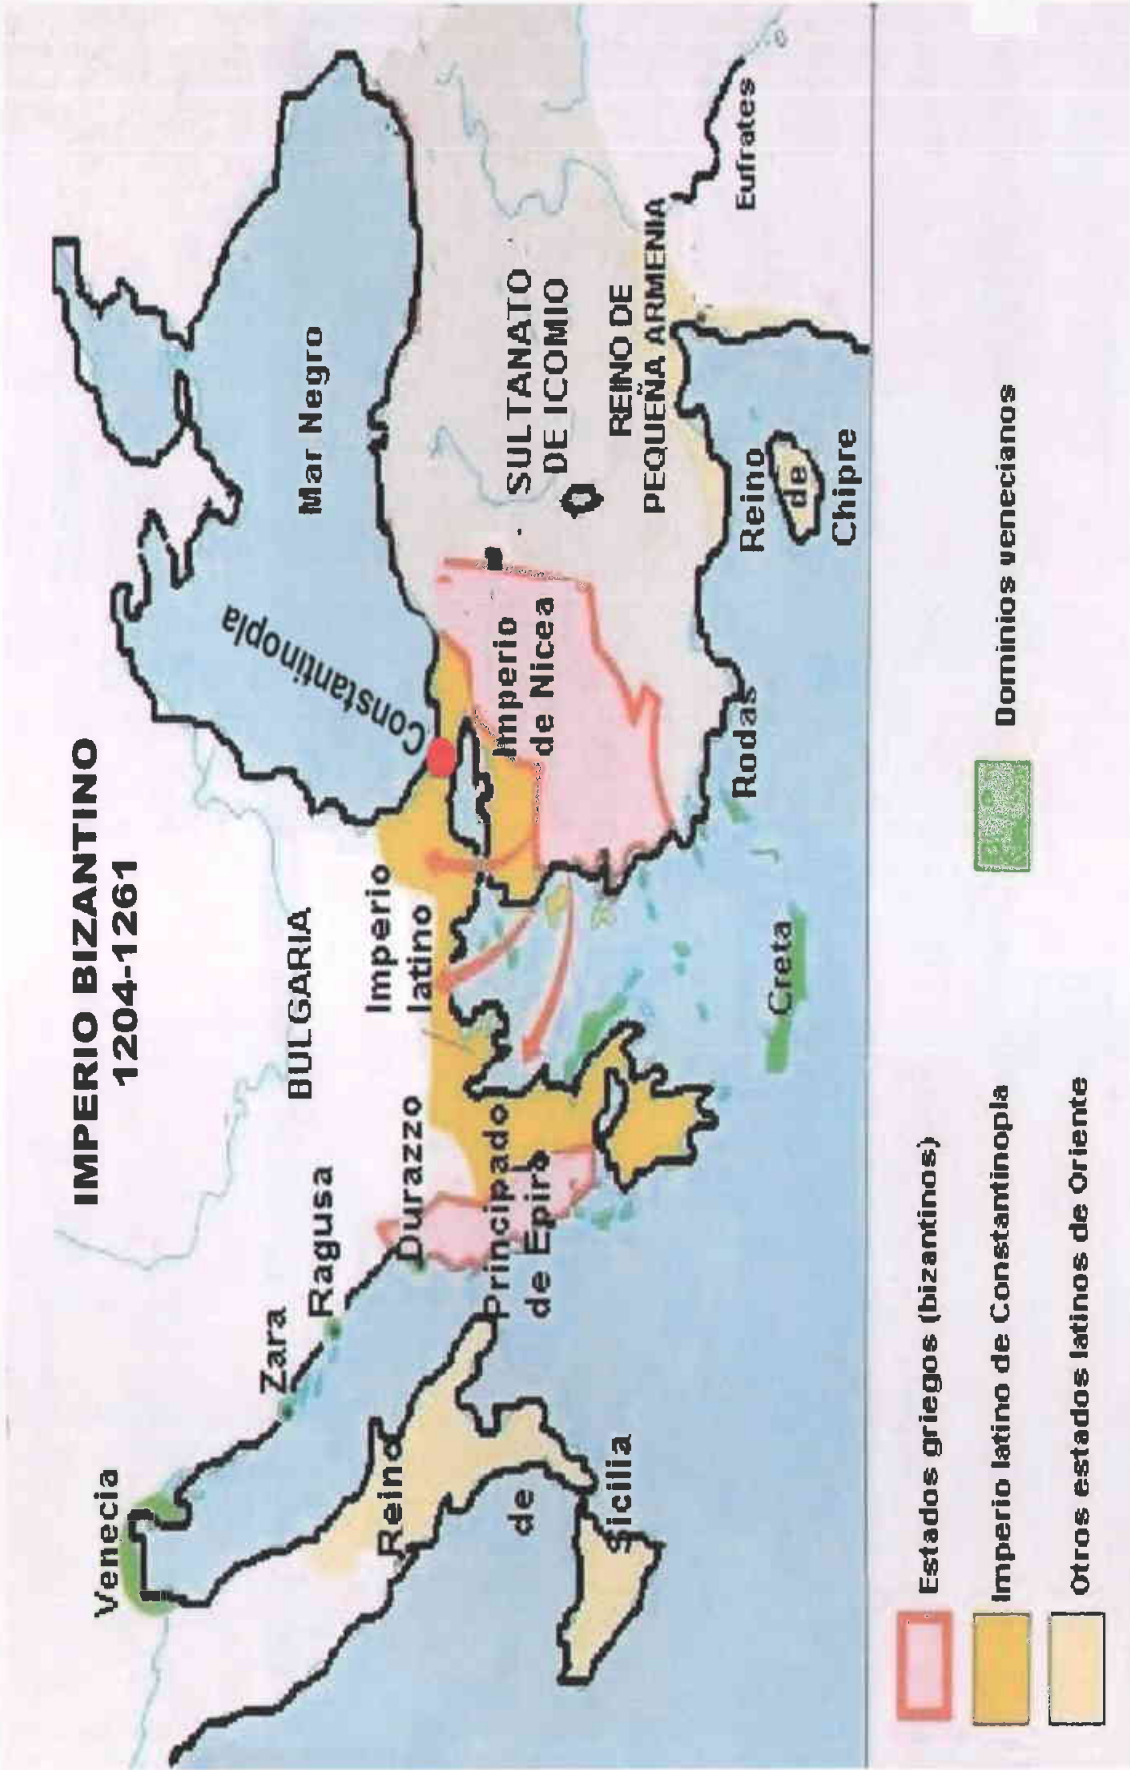 IMPERIO BIZANTINO
1204-1261
Venecia
Zara
Ragusa
BULGARIA
Durazzo
Imperio
latino
Constantinopla
Mar Negro
Reino
de
Sicilia
Principado
de Epiro
Imperio
de Nicea
SULTANATO
DE ICOMIO
REINO DE
PEQUEÑA ARMENIA
Eufrates
Creta
Rodas
Reino
de
Chipre
Estados griegos (bizantinos)
Imperio latino de Constantinopla
Otros estados latinos de Oriente
Dominios venecianos